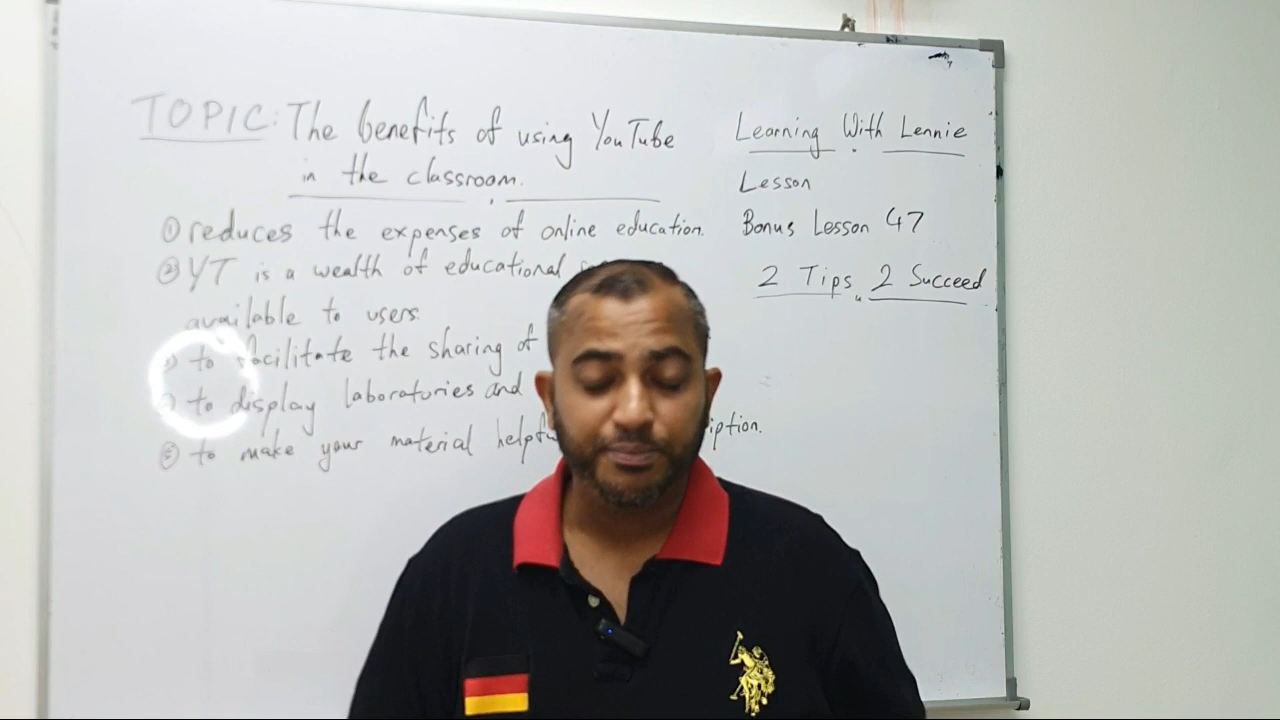 TOPIC: The benefits of using YouTube
in the classroom.
① reduces the expenses of online education.
② YT is a wealth of educational
available to users.
to facilitate the sharing of
to display laboratories and
⑤ to make your material
Learning With Lennie
Lesson
Bonus Lesson 47
2 Tips 2 Succeed